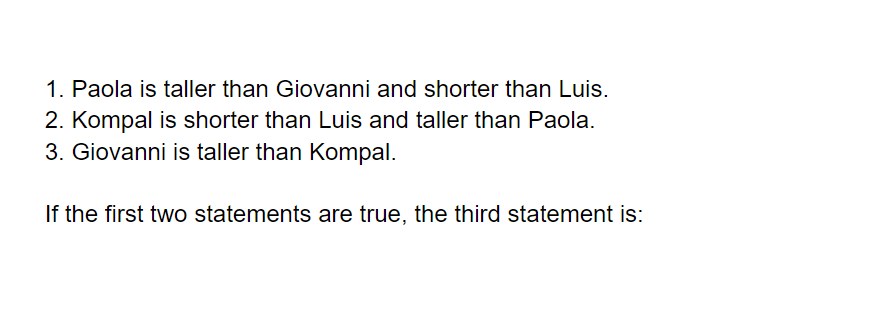 1. Paola is taller than Giovanni and shorter than Luis.
2. Kompal is shorter than Luis and taller than Paola.
3. Giovanni is taller than Kompal.
If the first two statements are true, the third statement is: